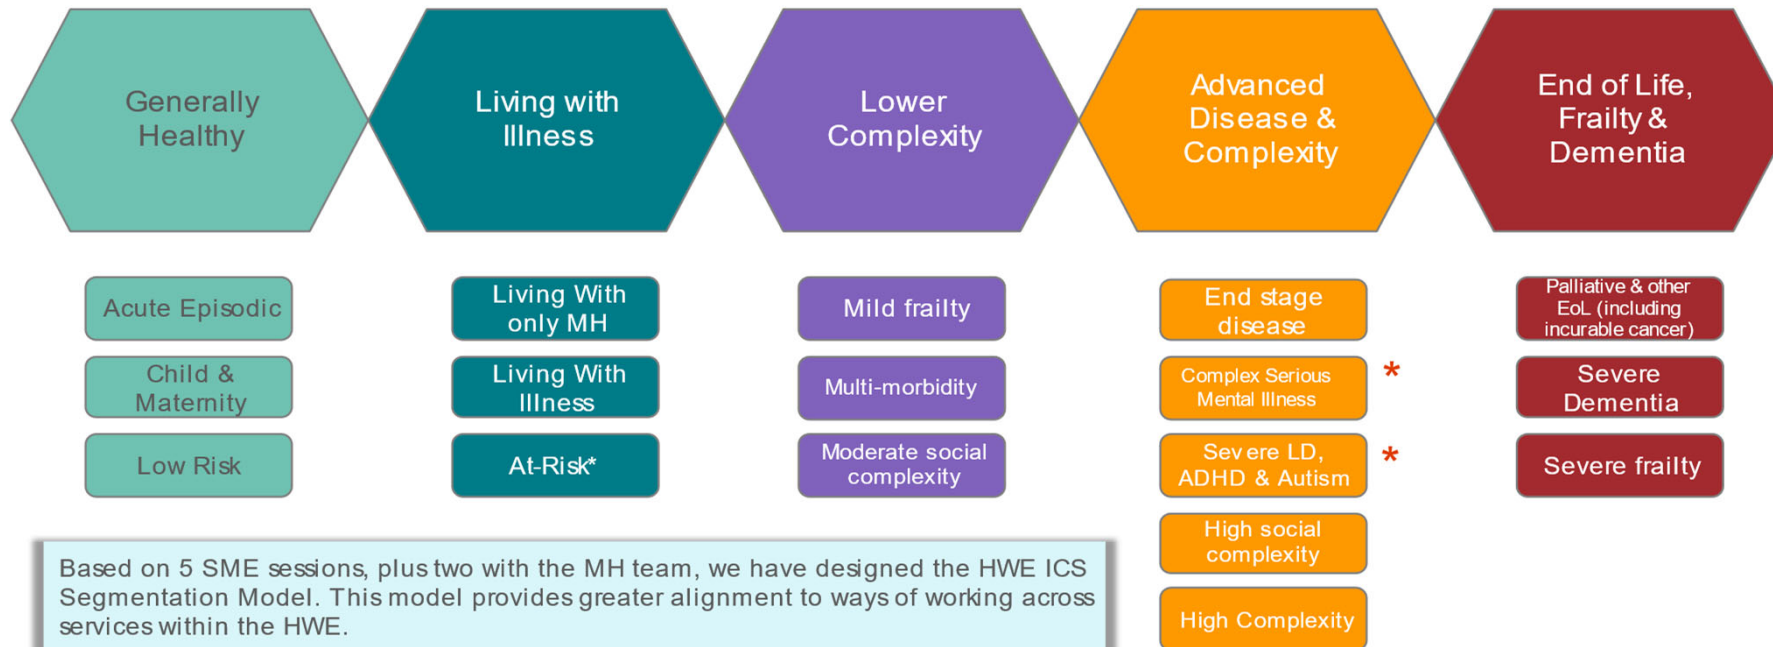 Generally
Healthy
Living with
Illness
Lower
Complexity
Advanced
Disease &
Complexity
End of Life,
Frailty &
Dementia
Acute Episodic
Child &
Maternity
Low Risk
Living With
only MH
Living With
Illness
At-Risk*
Mild frailty
Multi-morbidity
Moderate social
complexity
End stage
disease
Complex Serious
Mental Illness
*
Severe LD,
ADHD & Autism
*
High social
complexity
High Complexity
Palliative & other
EoL (including
incurable cancer)
Severe
Dementia
Severe frailty
Based on 5 SME sessions, plus two with the MH team, we have designed the HWE ICS
Segmentation Model. This model provides greater alignment to ways of working across
services within the HWE.